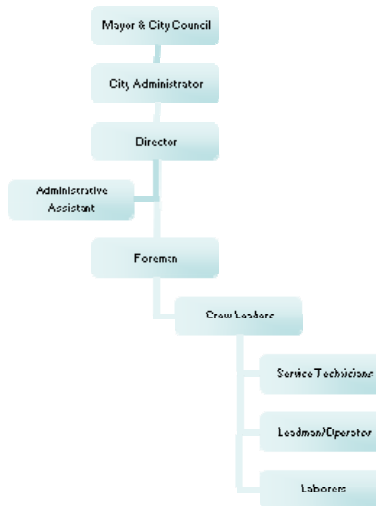 Mayor & City Council
City Administrator
Director
Administrative
Assistant
Foreman
Crew Leaders
Service Technicians
Leadman/Operator
Laborers